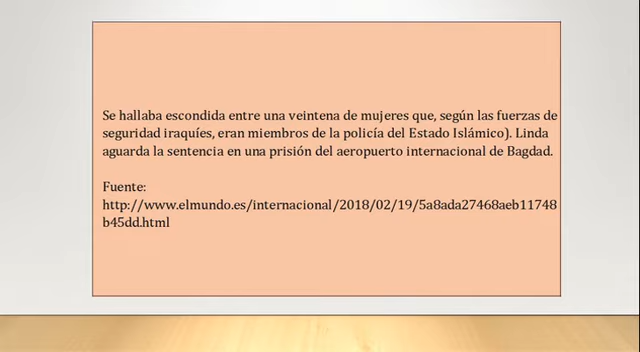 Se hallaba escondida entre una veintena de mujeres que, según las fuerzas de
seguridad iraquíes, eran miembros de la policía del Estado Islámico). Linda
aguarda la sentencia en una prisión del aeropuerto internacional de Bagdad.
Fuente:
http://www.elmundo.es/internacional/2018/02/19/5a8ada27468aeb11748
b45dd.html